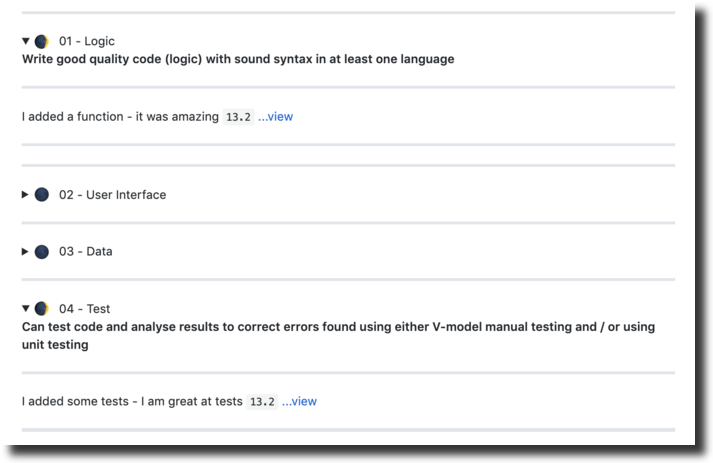 01 - Logic
Write good quality code (logic) with sound syntax in at least one language
I added a function - it was amazing 13.2 ...view
02 - User Interface
03 - Data
04 - Test
Can test code and analyse results to correct errors found using either V-model manual testing and / or using
unit testing
I added some tests - I am great at tests 13.2 ...view